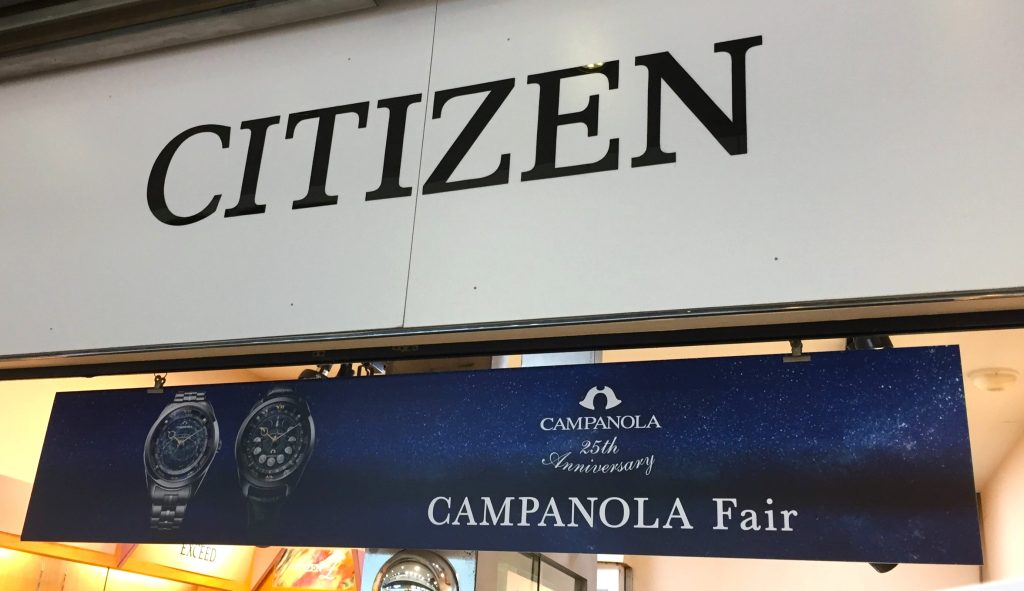 CITIZEN
CAMPANOLA
25th
Anniversary
CAMPANOLA Fair
EXCEED